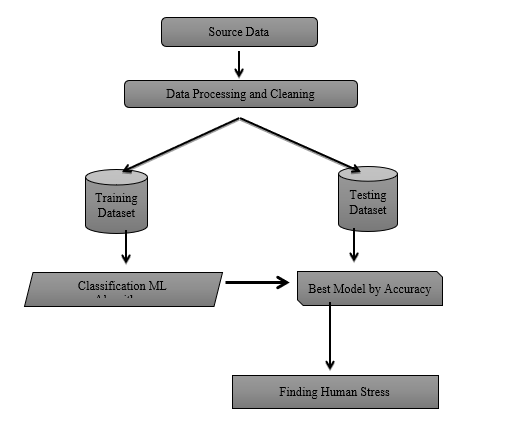 Source Data
Data Processing and Cleaning
Training
Dataset
Testing
Dataset
Classification ML
Best Model by Accuracy
Finding Human Stress